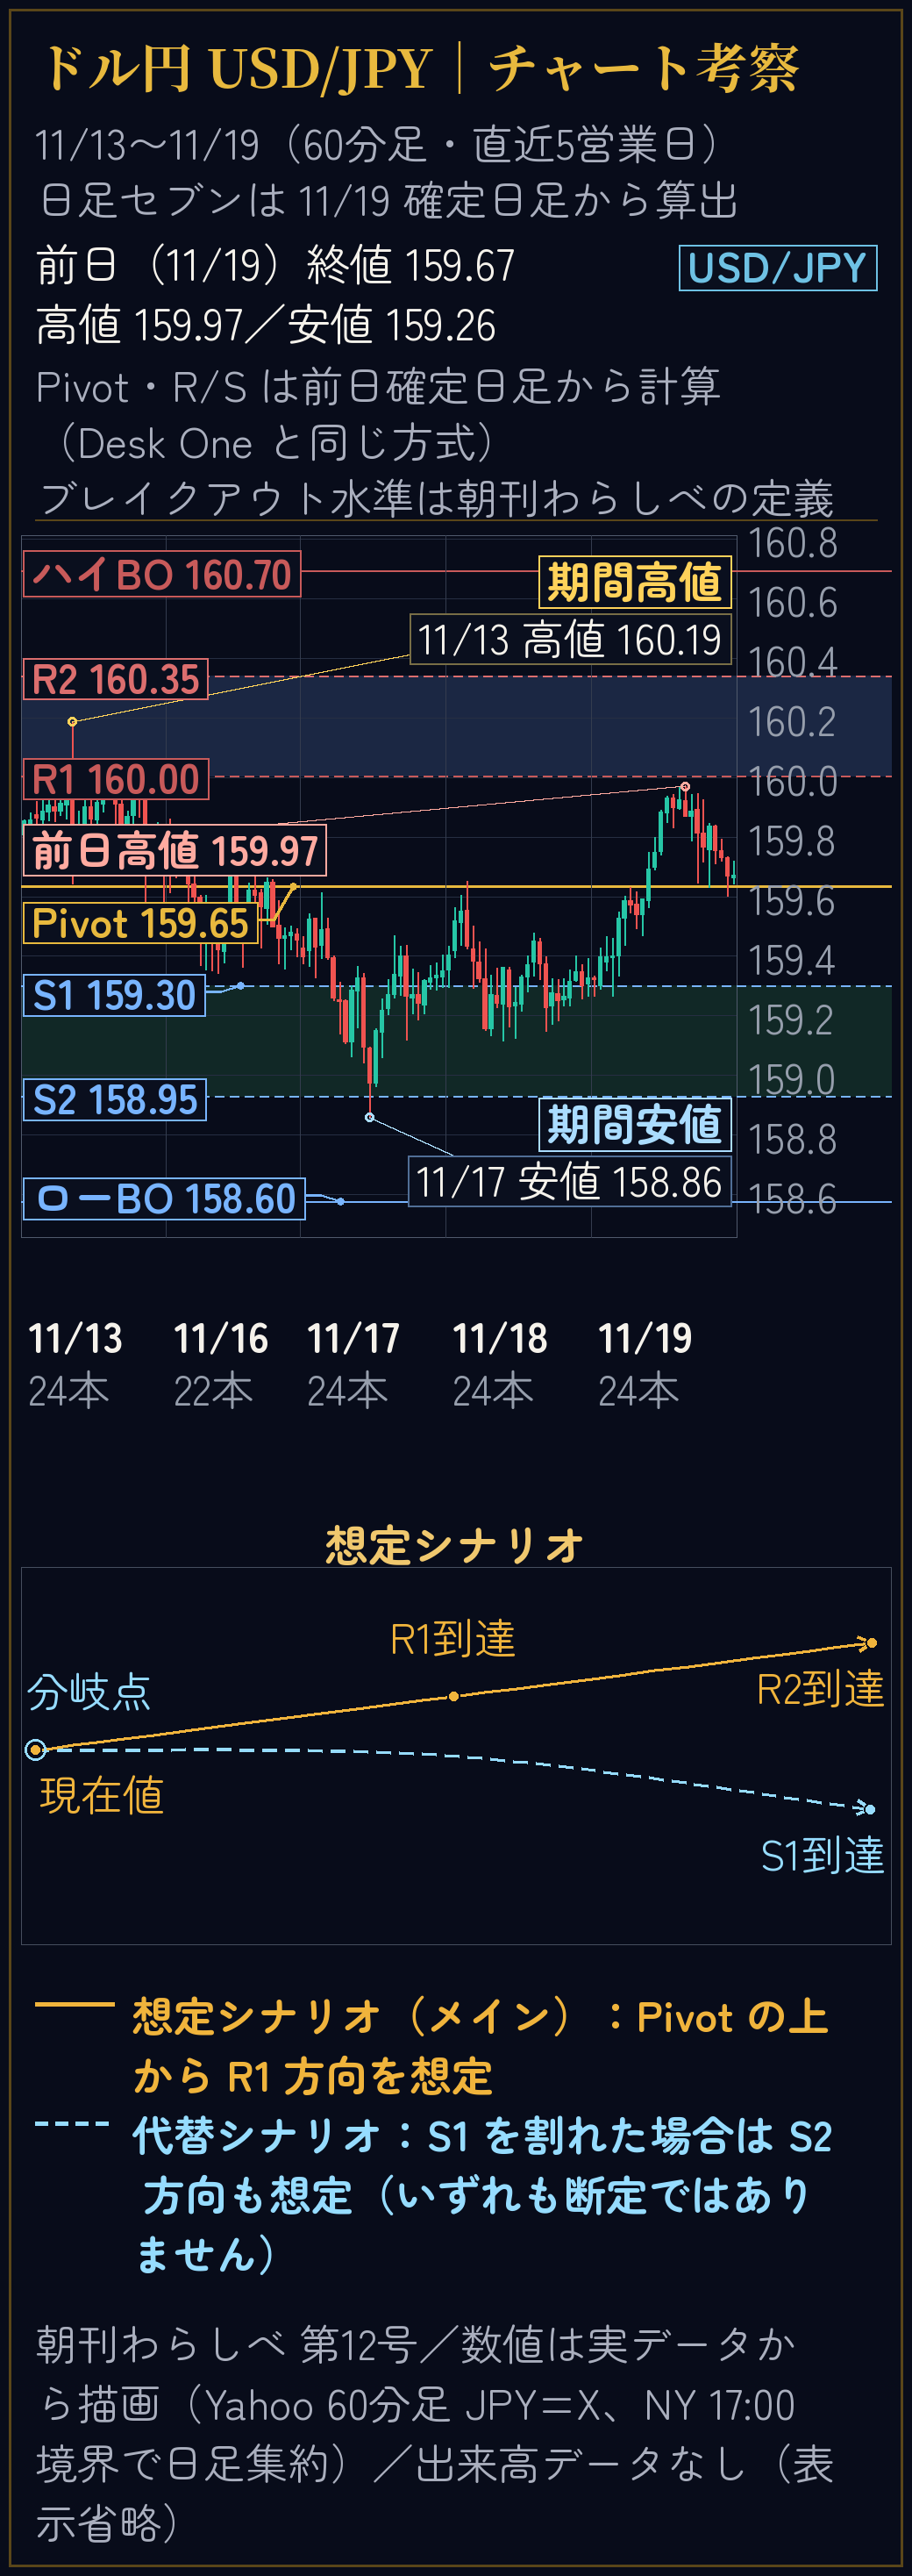 ドル円 USD/JPY｜チャート考察
11/13〜11/19（60分足・直近5営業日）
日足セブンは 11/19 確定日足から算出
前日（11/19）終値 159.67
USD/JPY
高値 159.97／安値 159.26
Pivot・R/S は前日確定日足から計算
（Desk One と同じ方式）
ブレイクアウト水準は朝刊わらしべの定義
160.8
ハイBO 160.70
期間高値
160.6
11/13 高値 160.19
160.4
R2 160.35
160.2
R1 160.00
160.0
前日高値 159.97
159.8
Pivot 159.65
159.6
159.4
S1 159.30
159.2
159.0
S2 158.95
期間安値
158.8
11/17 安値 158.86
ローBO 158.60
158.6
11/13 11/16 11/17 11/18 11/19
24本 22本 24本 24本 24本
想定シナリオ
R1到達
分岐点
R2到達
現在値
S1到達
想定シナリオ（メイン）：Pivot の上
から R1 方向を想定
代替シナリオ：S1 を割れた場合は S2
方向も想定（いずれも断定ではあり
ません）
朝刊わらしべ 第12号／数値は実データか
ら描画（Yahoo 60分足 JPY=X、NY 17:00
境界で日足集約）／出来高データなし（表
示省略）